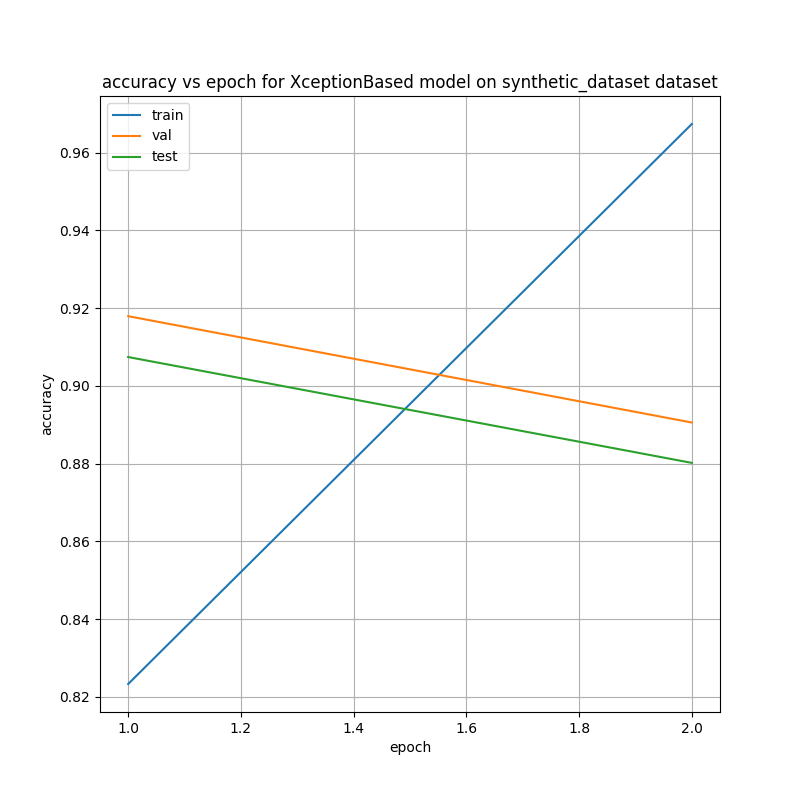 accuracy vs epoch for XceptionBased model on synthetic_dataset dataset
train
val
test
0.96
0.94
0.92
0.90
0.88
0.86
0.84
0.82
accuracy
1.0 1.2 1.4 1.6 1.8 2.0
epoch